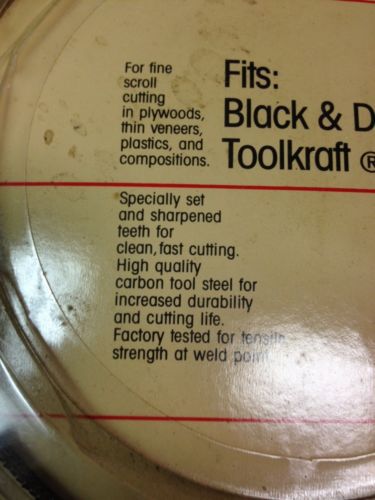 For fine
scroll
cutting
in plywoods,
thin veneers,
plastics, and
compositions.
Fits:
Black & D
Toolkraft ®
Specially set
and sharpened
teeth for
clean, fast cutting.
High quality
carbon tool steel for
increased durability
and cutting life.
Factory tested for tensile
strength at weld point